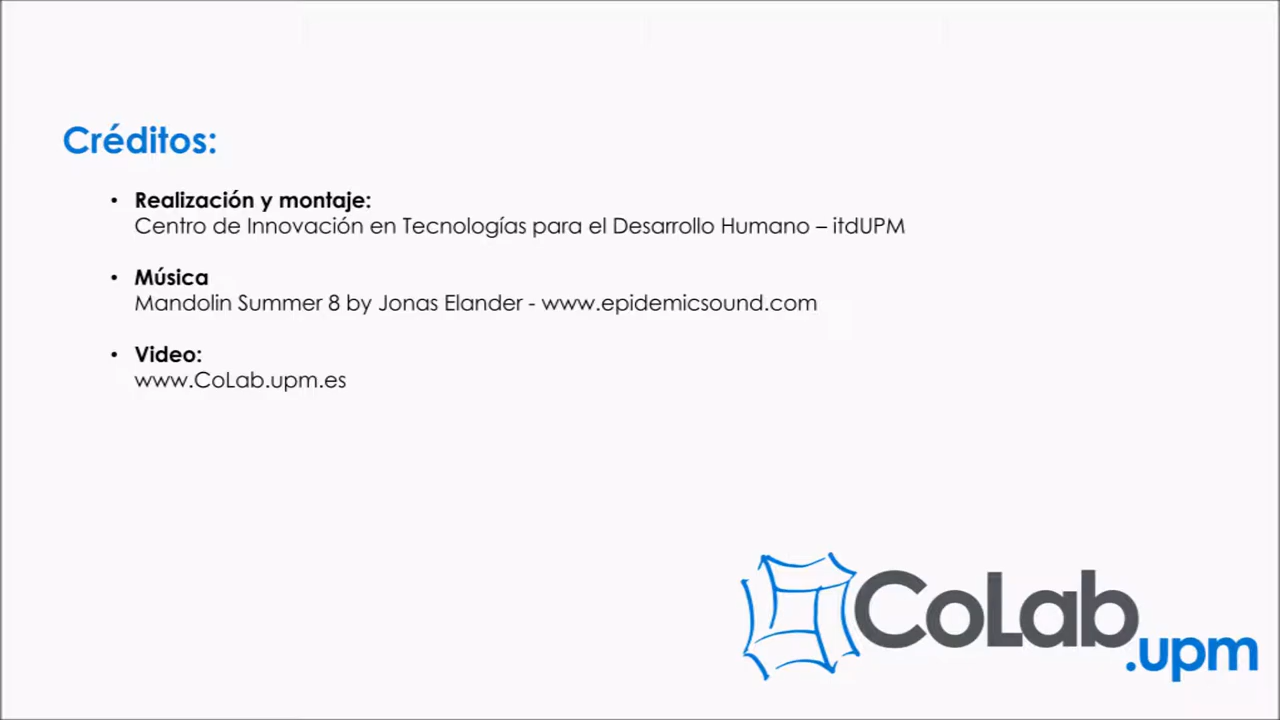 Créditos:
• Realización y montaje:
Centro de Innovación en Tecnologías para el Desarrollo Humano – itdUPM
• Música
Mandolin Summer 8 by Jonas Elander - www.epidemicsound.com
• Video:
www.CoLab.upm.es
CoLab
.upm